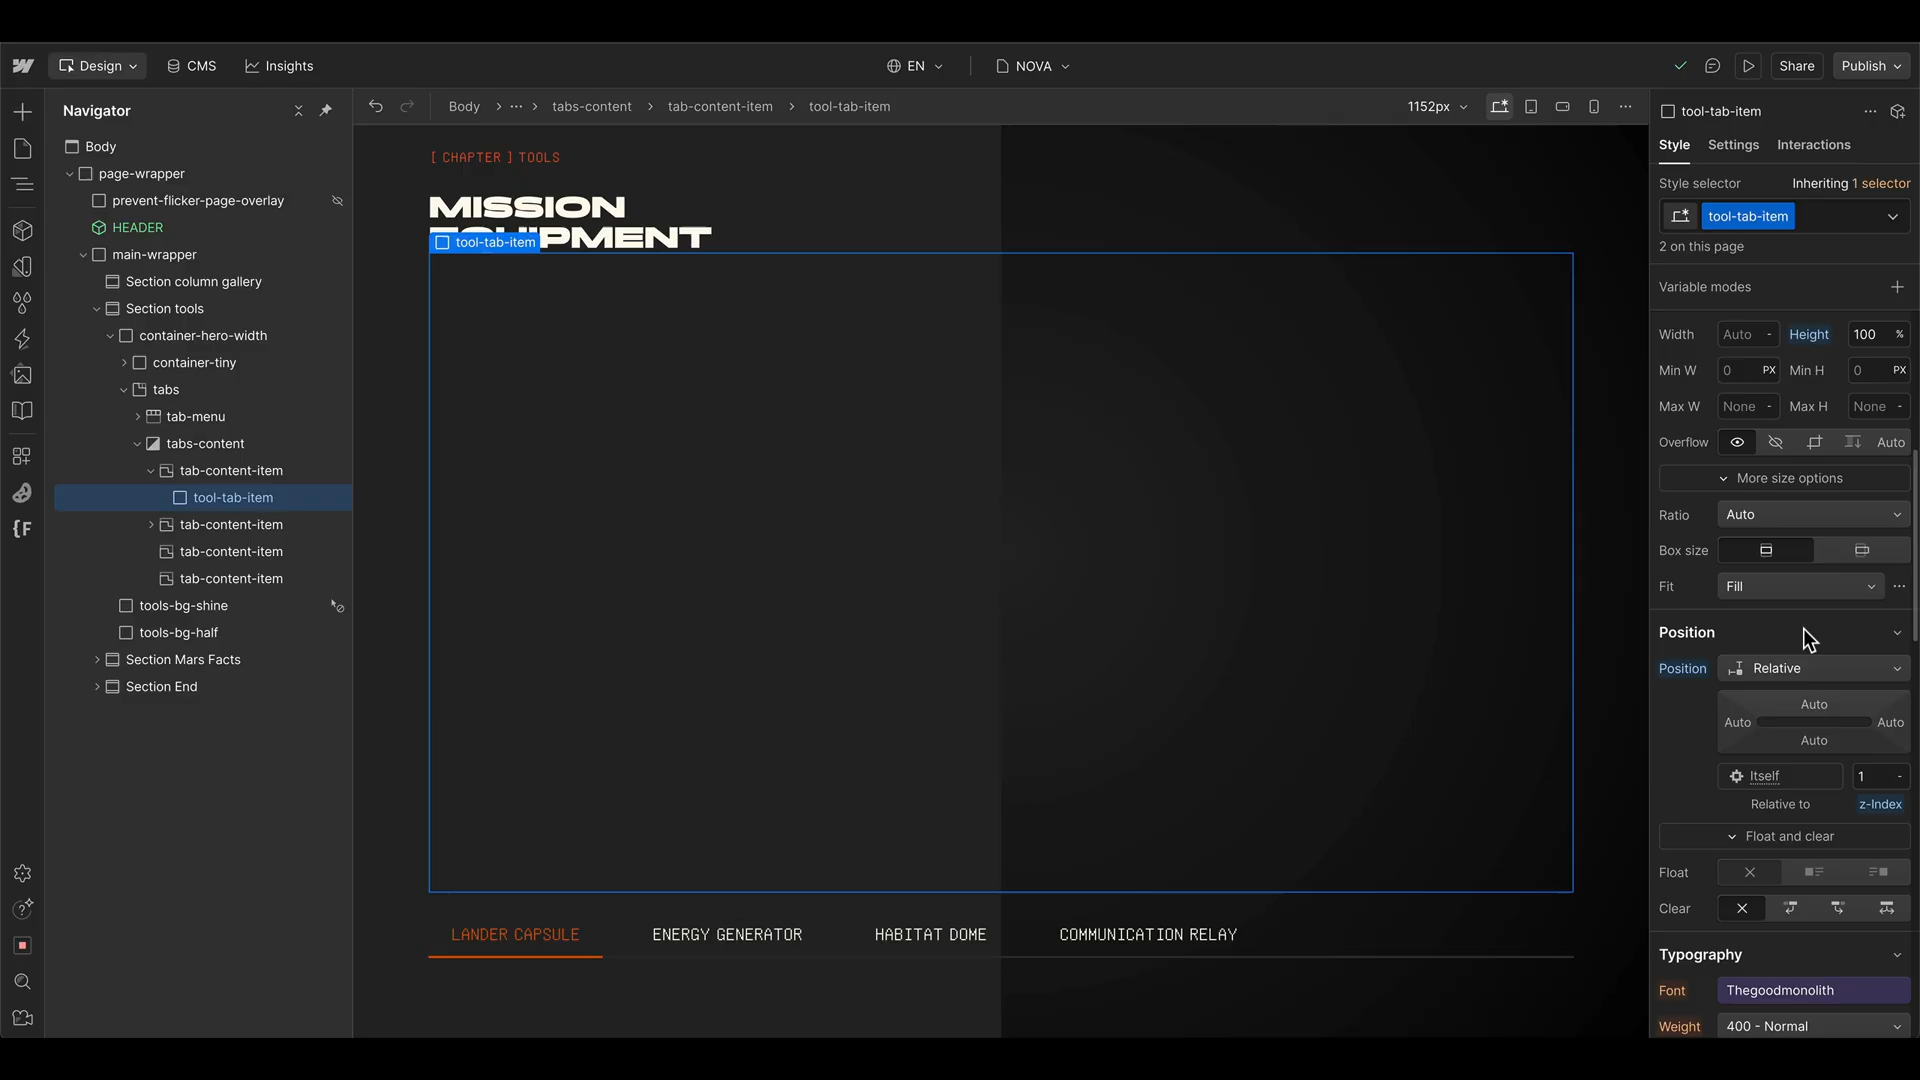 Design
CMS
Insights
EN
NOVA
Share
Publish
Navigator
Body
page-wrapper
prevent-flicker-page-overlay
HEADER
main-wrapper
Section column gallery
Section tools
container-hero-width
container-tiny
tabs
tab-menu
tabs-content
tab-content-item
tool-tab-item
tab-content-item
tab-content-item
tab-content-item
tools-bg-shine
tools-bg-half
Section Mars Facts
Section End
Body > ... > tabs-content > tab-content-item > tool-tab-item
1152px
[ CHAPTER ] TOOLS
MISSION
EQUIPMENT
tool-tab-item
LANDER CAPSULE
ENERGY GENERATOR
HABITAT DOME
COMMUNICATION RELAY
tool-tab-item
Style Settings Interactions
Style selector Inheriting 1 selector
tool-tab-item
2 on this page
Variable modes
Width Auto - Height 100 %
Min W 0 PX Min H 0 PX
Max W None - Max H None -
Overflow Auto
More size options
Ratio Auto
Box size
Fit Fill
Position
Position Relative
Auto
Auto Auto
Auto
Itself 1 -
Relative to z-Index
Float and clear
Float
Clear
Typography
Font Thegoodmonolith
Weight 400 - Normal